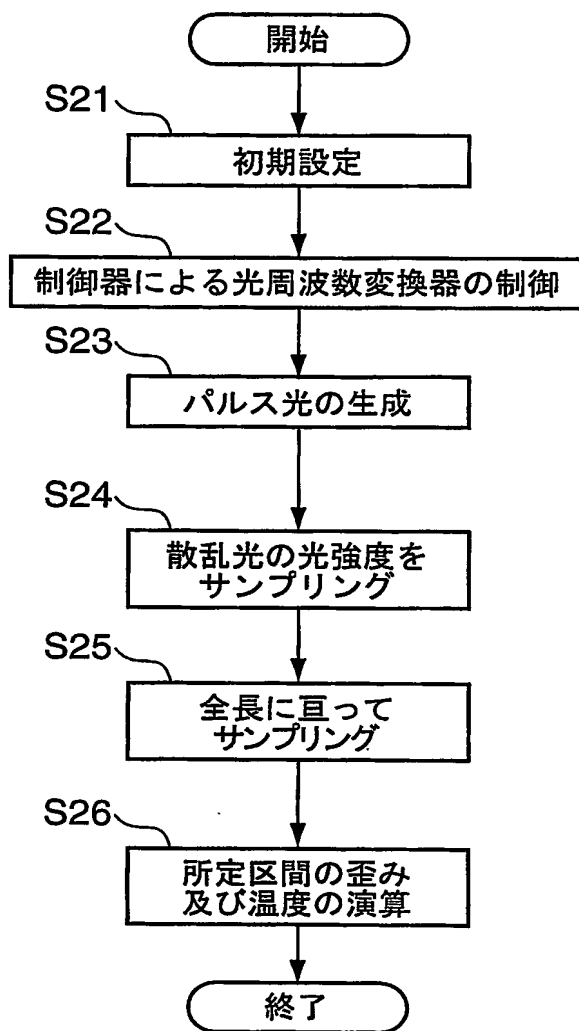 開始
S21
初期設定
S22
制御器による光周波数変換器の制御
S23
パルス光の生成
S24
散乱光の光強度を
サンプリング
S25
全長に亘って
サンプリング
S26
所定区間の歪み
及び温度の演算
終了